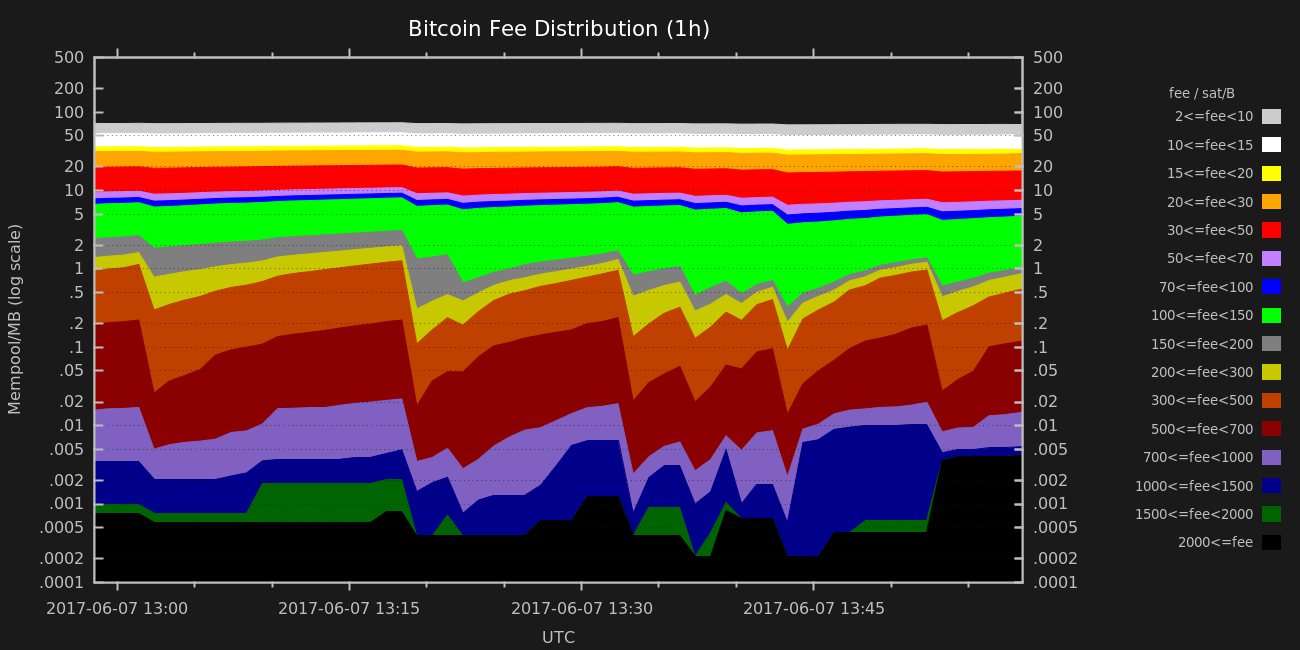 Bitcoin Fee Distribution (1h)
Mempool/MB (log scale)
500
200
100
50
20
10
5
2
1
.5
.2
.1
.05
.02
.01
.005
.002
.001
.0005
.0002
.0001
500
200
100
50
20
10
5
2
1
.5
.2
.1
.05
.02
.01
.005
.002
.001
.0005
.0002
.0001
2017-06-07 13:00 2017-06-07 13:15 2017-06-07 13:30 2017-06-07 13:45
UTC
fee / sat/B
2<=fee<10
10<=fee<15
15<=fee<20
20<=fee<30
30<=fee<50
50<=fee<70
70<=fee<100
100<=fee<150
150<=fee<200
200<=fee<300
300<=fee<500
500<=fee<700
700<=fee<1000
1000<=fee<1500
1500<=fee<2000
2000<=fee